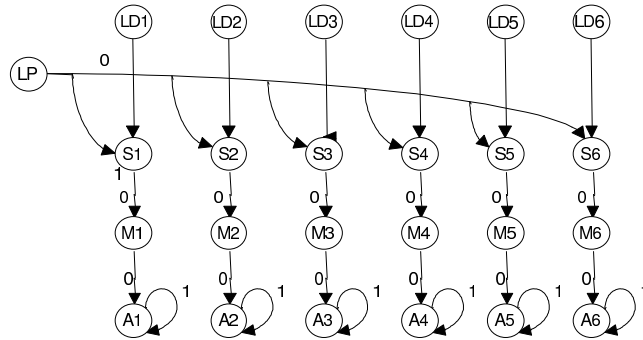 LD1 LD2 LD3 LD4 LD5 LD6
LP 0
S1 S2 S3 S4 S5 S6
1
0 0 0 0 0 0
M1 M2 M3 M4 M5 M6
0 0 0 0 0 0
1 1 1 1 1
A1 A2 A3 A4 A5 A6